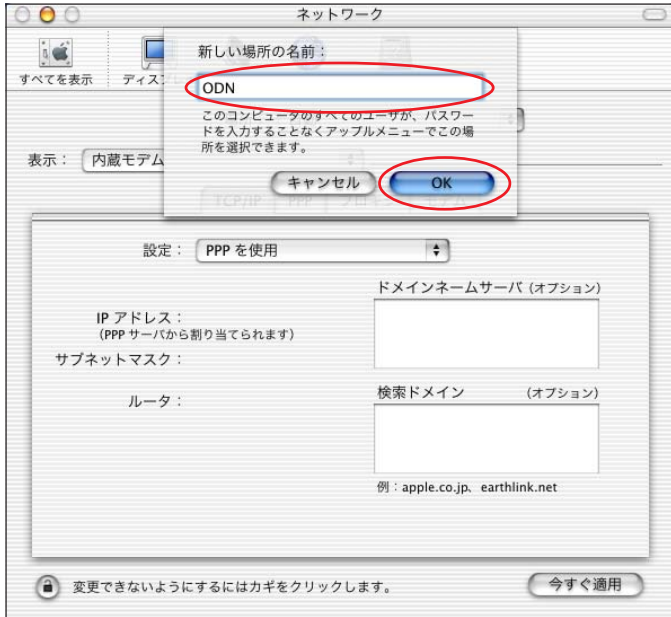 ネットワーク
すべてを表示
ディスプレ
新しい場所の名前：
ODN
このコンピュータのすべてのユーザが、パスワー
ドを入力することなくアップルメニューでこの場
所を選択できます。
キャンセル OK
表示： 内蔵モデム
TCP/IP PPP
設定： PPP を使用
ドメインネームサーバ (オプション)
IP アドレス：
(PPP サーバから割り当てられます)
サブネットマスク：
ルータ：
検索ドメイン (オプション)
例：apple.co.jp、earthlink.net
変更できないようにするにはカギをクリックします。
今すぐ適用